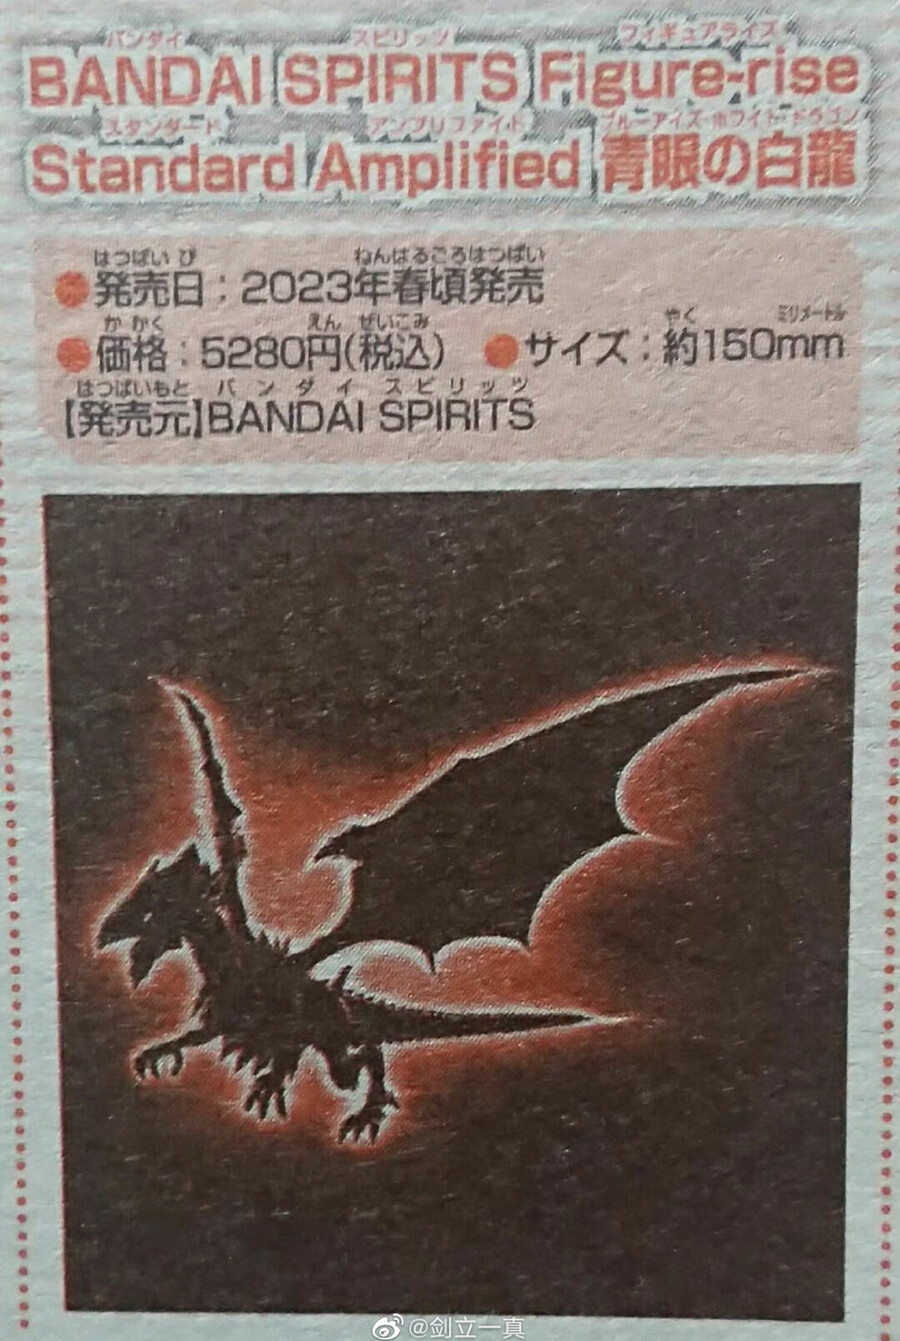 バンダイ スピリッツ フィギュアライズ
BANDAI SPIRITS Figure-rise
スタンダード アンプリファイド ブルーアイズ・ホワイト・ドラゴン
Standard Amplified 青眼の白龍
はつばい び ねんはるごろはつばい
●発売日：2023年春頃発売
か かく えん ぜいこみ やく ミリメートル
●価格：5280円(税込) ●サイズ：約150mm
はつばいもと バンダイ スピリッツ
【発売元】BANDAI SPIRITS
@剑立一真